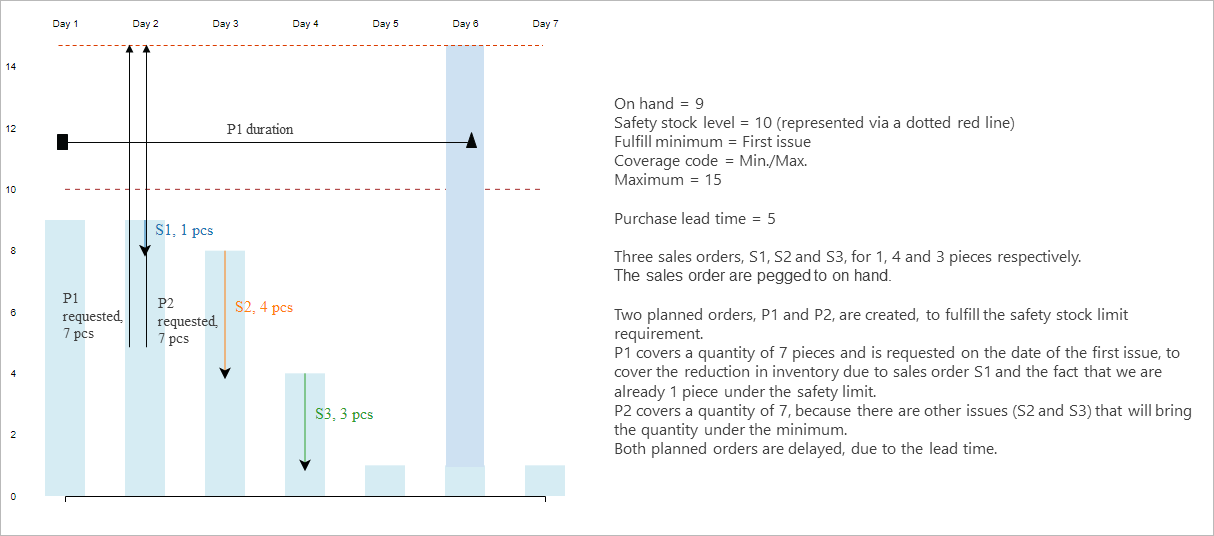 Day 1 Day 2 Day 3 Day 4 Day 5 Day 6 Day 7
14
12
10
8
6
4
2
0
P1 duration
S1, 1 pcs
P1
requested,
7 pcs
P2
requested,
7 pcs
S2, 4 pcs
S3, 3 pcs
On hand = 9
Safety stock level = 10 (represented via a dotted red line)
Fulfill minimum = First issue
Coverage code = Min./Max.
Maximum = 15
Purchase lead time = 5
Three sales orders, S1, S2 and S3, for 1, 4 and 3 pieces respectively.
The sales order are pegged to on hand.
Two planned orders, P1 and P2, are created, to fulfill the safety stock limit
requirement.
P1 covers a quantity of 7 pieces and is requested on the date of the first issue, to
cover the reduction in inventory due to sales order S1 and the fact that we are
already 1 piece under the safety limit.
P2 covers a quantity of 7, because there are other issues (S2 and S3) that will bring
the quantity under the minimum.
Both planned orders are delayed, due to the lead time.